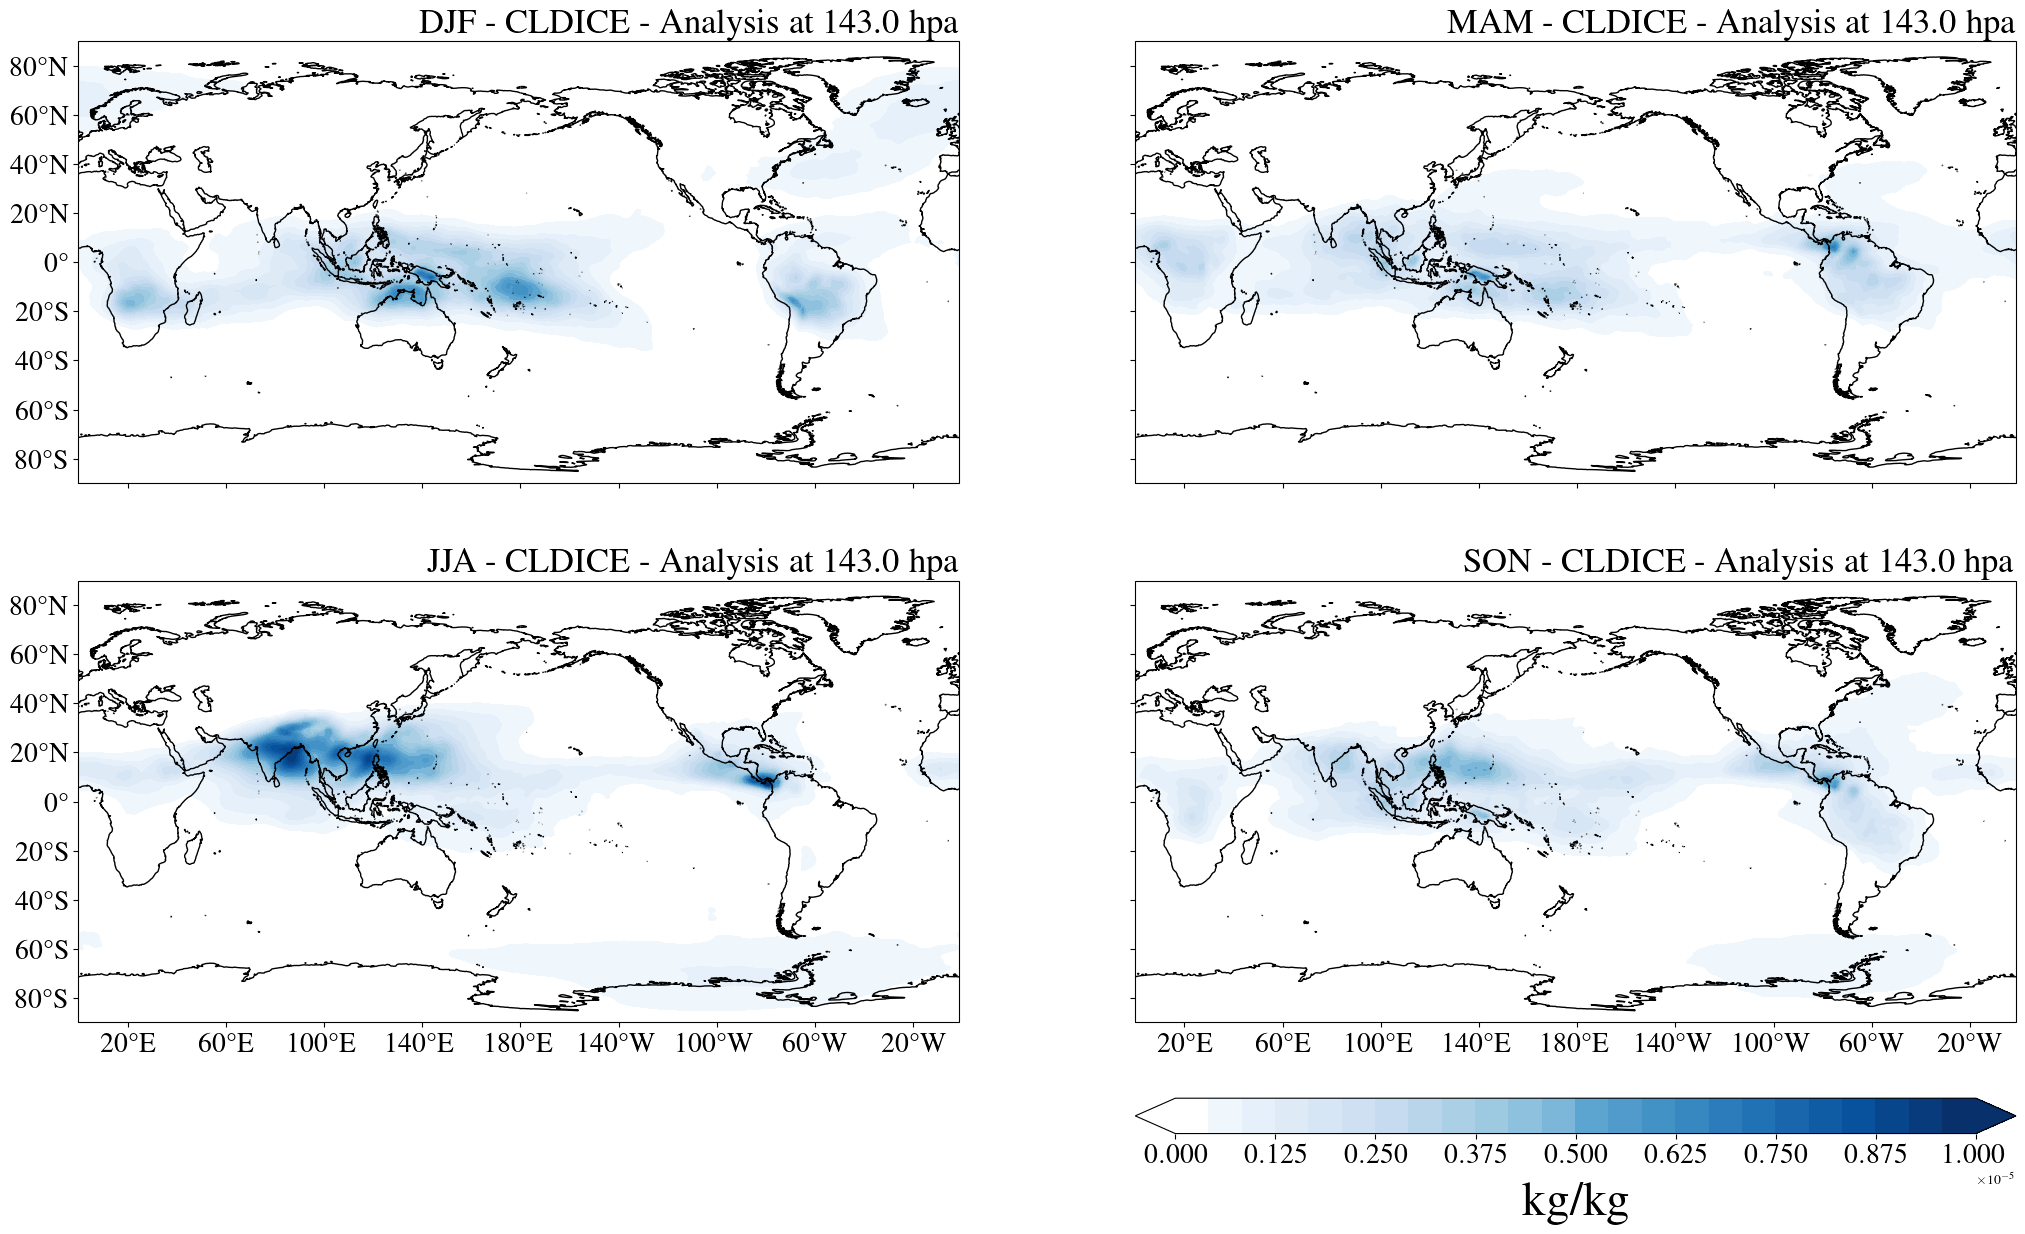 DJF - CLDICE - Analysis at 143.0 hpa
MAM - CLDICE - Analysis at 143.0 hpa
80°N
60°N
40°N
20°N
0°
20°S
40°S
60°S
80°S
JJA - CLDICE - Analysis at 143.0 hpa
SON - CLDICE - Analysis at 143.0 hpa
80°N
60°N
40°N
20°N
0°
20°S
40°S
60°S
80°S
20°E 60°E 100°E 140°E 180°E 140°W 100°W 60°W 20°W
20°E 60°E 100°E 140°E 180°E 140°W 100°W 60°W 20°W
0.000 0.125 0.250 0.375 0.500 0.625 0.750 0.875 1.000
×10⁻⁵
kg/kg